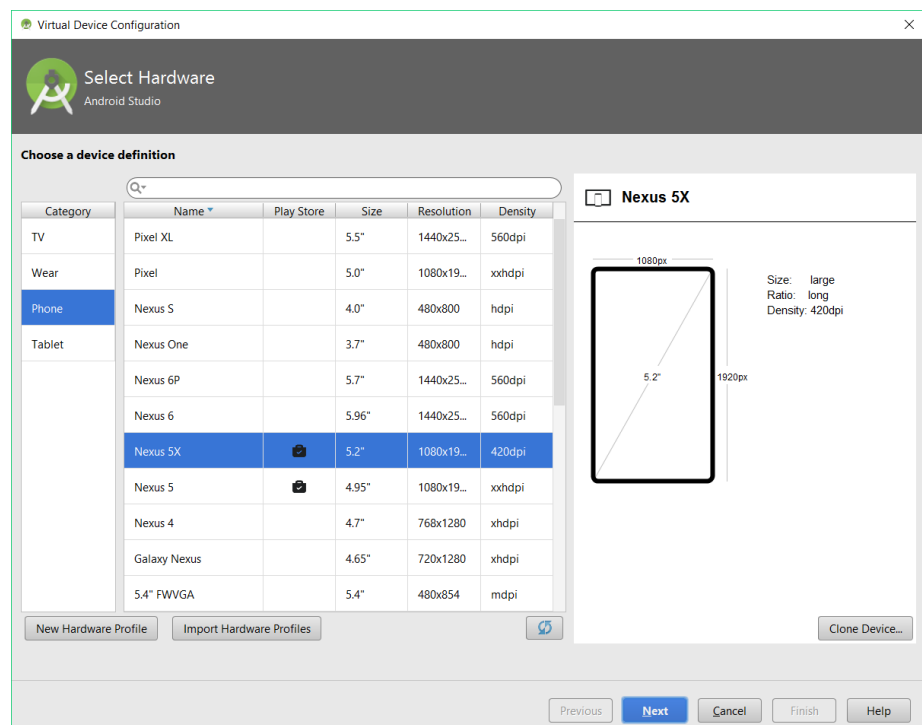 Virtual Device Configuration
Select Hardware
Android Studio
Choose a device definition
Category
TV
Wear
Phone
Tablet
Name Play Store Size Resolution Density
Pixel XL 5.5" 1440x25... 560dpi
Pixel 5.0" 1080x19... xxhdpi
Nexus S 4.0" 480x800 hdpi
Nexus One 3.7" 480x800 hdpi
Nexus 6P 5.7" 1440x25... 560dpi
Nexus 6 5.96" 1440x25... 560dpi
Nexus 5X 5.2" 1080x19... 420dpi
Nexus 5 4.95" 1080x19... xxhdpi
Nexus 4 4.7" 768x1280 xhdpi
Galaxy Nexus 4.65" 720x1280 xhdpi
5.4" FWVGA 5.4" 480x854 mdpi
New Hardware Profile Import Hardware Profiles
Nexus 5X
1080px
5.2"
1920px
Size: large
Ratio: long
Density: 420dpi
Clone Device...
Previous Next Cancel Finish Help